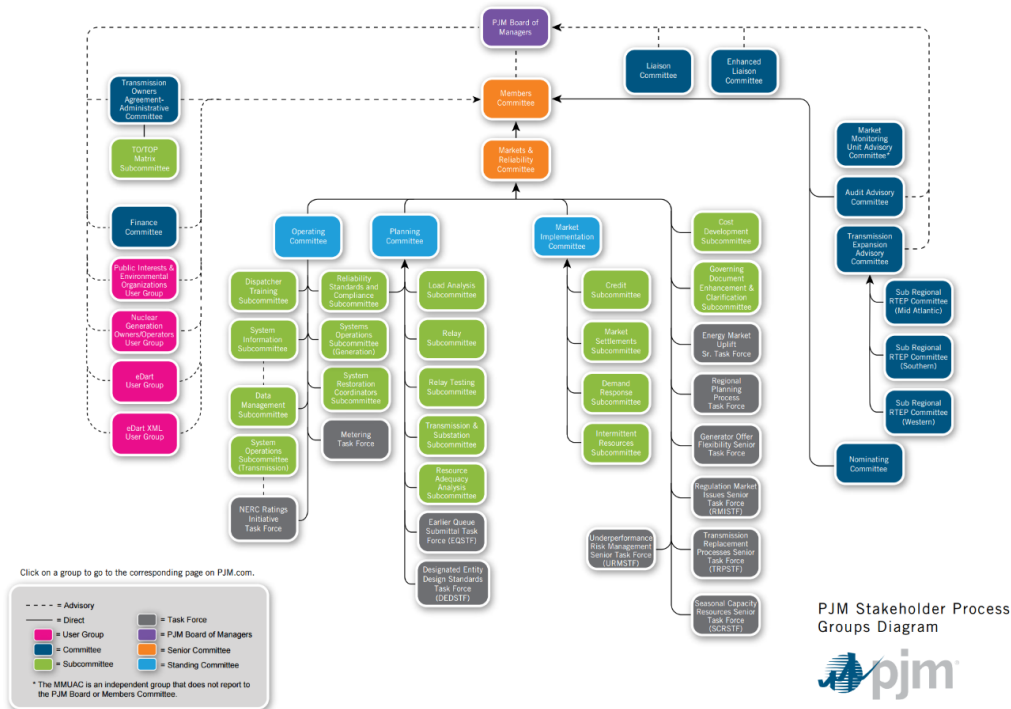 PJM Board of
Managers
Liaison
Committee
Enhanced
Liaison
Committee
Transmission
Owners
Agreement-
Administrative
Committee
Members
Committee
TO/TOP
Matrix
Subcommittee
Markets &
Reliability
Committee
Market
Monitoring
Unit Advisory
Committee*
Audit Advisory
Committee
Finance
Committee
Operating
Committee
Planning
Committee
Market
Implementation
Committee
Cost
Development
Subcommittee
Transmission
Expansion
Advisory
Committee
Public Interests &
Environmental
Organizations
User Group
Dispatcher
Training
Subcommittee
Reliability
Standards and
Compliance
Subcommittee
Load Analysis
Subcommittee
Credit
Subcommittee
Governing
Document
Enhancement &
Clarification
Subcommittee
Sub Regional
RTEP Committee
(Mid Atlantic)
Nuclear
Generation
Owners/Operators
User Group
System
Information
Subcommittee
Systems
Operations
Subcommittee
(Generation)
Relay
Subcommittee
Market
Settlements
Subcommittee
Energy Market
Uplift
Sr. Task Force
Sub Regional
RTEP Committee
(Southern)
eDart
User Group
Data
Management
Subcommittee
System
Restoration
Coordinators
Subcommittee
Relay Testing
Subcommittee
Demand
Response
Subcommittee
Regional
Planning
Process
Task Force
Sub Regional
RTEP Committee
(Western)
eDart XML
User Group
System
Operations
Subcommittee
(Transmission)
Metering
Task Force
Transmission &
Substation
Subcommittee
Intermittent
Resources
Subcommittee
Generator Offer
Flexibility Senior
Task Force
Nominating
Committee
NERC Ratings
Initiative
Task Force
Resource
Adequacy
Analysis
Subcommittee
Regulation Market
Issues Senior
Task Force
(RMISTF)
Earlier Queue
Submittal Task
Force (EQSTF)
Underperformance
Risk Management
Senior Task Force
(URMSTF)
Transmission
Replacement
Processes Senior
Task Force
(TRPSTF)
Designated Entity
Design Standards
Task Force
(DEDSTF)
Seasonal Capacity
Resources Senior
Task Force
(SCRSTF)
Click on a group to go to the corresponding page on PJM.com.
= Advisory
= Direct
= User Group
= Committee
= Subcommittee
= Task Force
= PJM Board of Managers
= Senior Committee
= Standing Committee
* The MMUAC is an independent group that does not report to
the PJM Board or Members Committee.
PJM Stakeholder Process
Groups Diagram
pjm